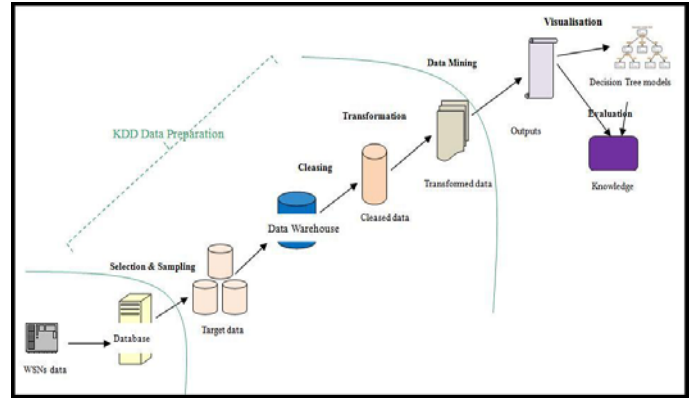 Visualisation
Data Mining
Decision Tree models
Transformation
Evaluation
KDD Data Preparation
Outputs
Cleasing
Transformed data
Knowledge
Cleased data
Data Warehouse
Selection & Sampling
Target data
Database
WSNs data